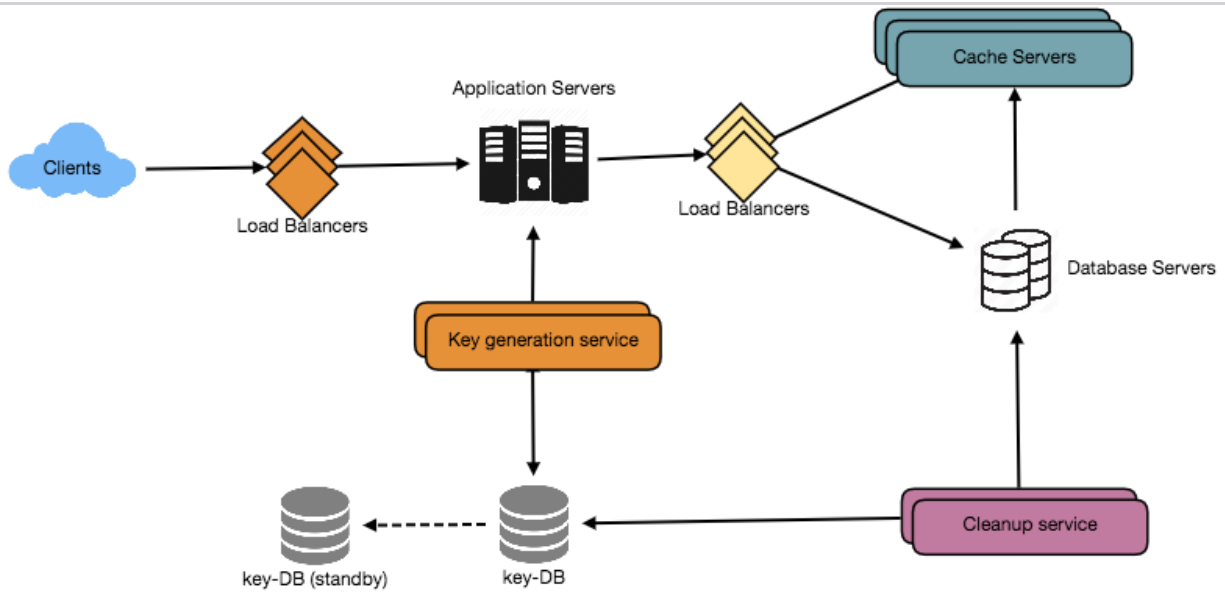 Cache Servers
Application Servers
Clients
Load Balancers
Load Balancers
Database Servers
Key generation service
Cleanup service
key-DB (standby)
key-DB